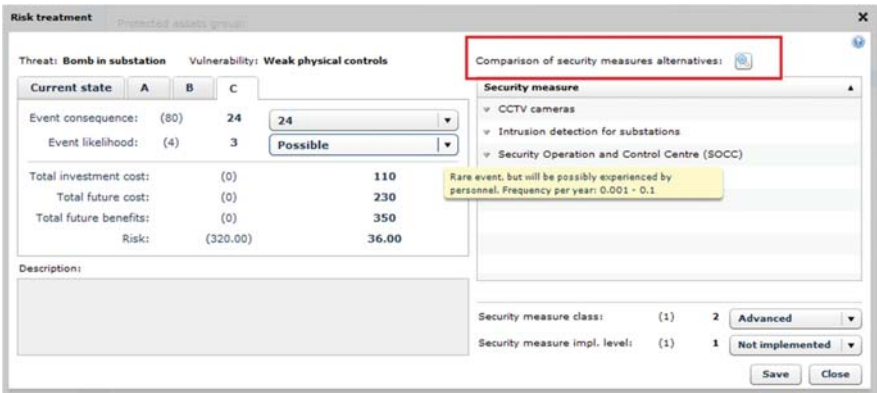 Risk treatment
Protected assets group:
Threat: Bomb in substation Vulnerability: Weak physical controls
Comparison of security measures alternatives:
Current state A B C
Event consequence: (80) 24 24
Event likelihood: (4) 3 Possible
Total investment cost: (0) 110
Total future cost: (0) 230
Total future benefits: (0) 350
Risk: (320.00) 36.00
Description:
Security measure
CCTV cameras
Intrusion detection for substations
Security Operation and Control Centre (SOCC)
Rare event, but will be possibly experienced by
personnel. Frequency per year: 0.001 - 0.1
Security measure class: (1) 2 Advanced
Security measure impl. level: (1) 1 Not implemented
Save Close